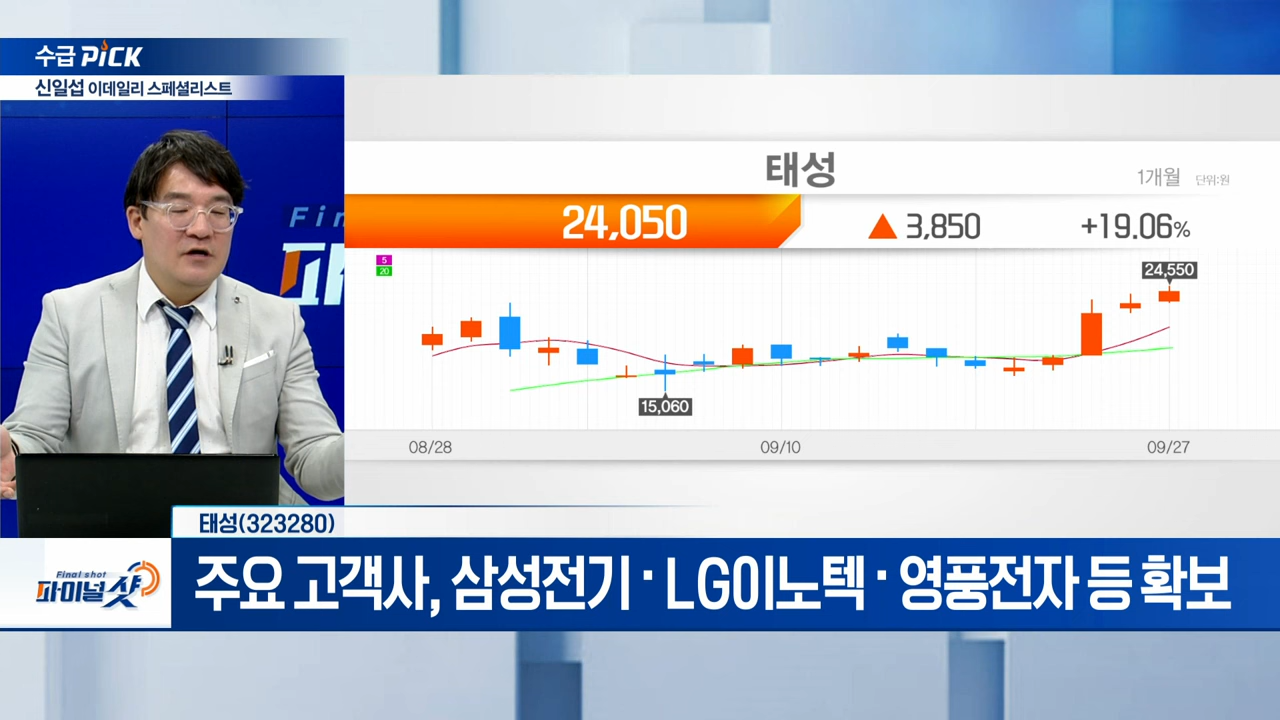 수급 PiCK
신일섭 이데일리 스페셜리스트
Fin
파
태성
1개월 단위:원
24,050 ▲ 3,850 +19.06%
5
20
24,550
15,060
08/28 09/10 09/27
태성(323280)
Final shot
파이널샷
주요 고객사, 삼성전기·LG이노텍·영풍전자 등 확보